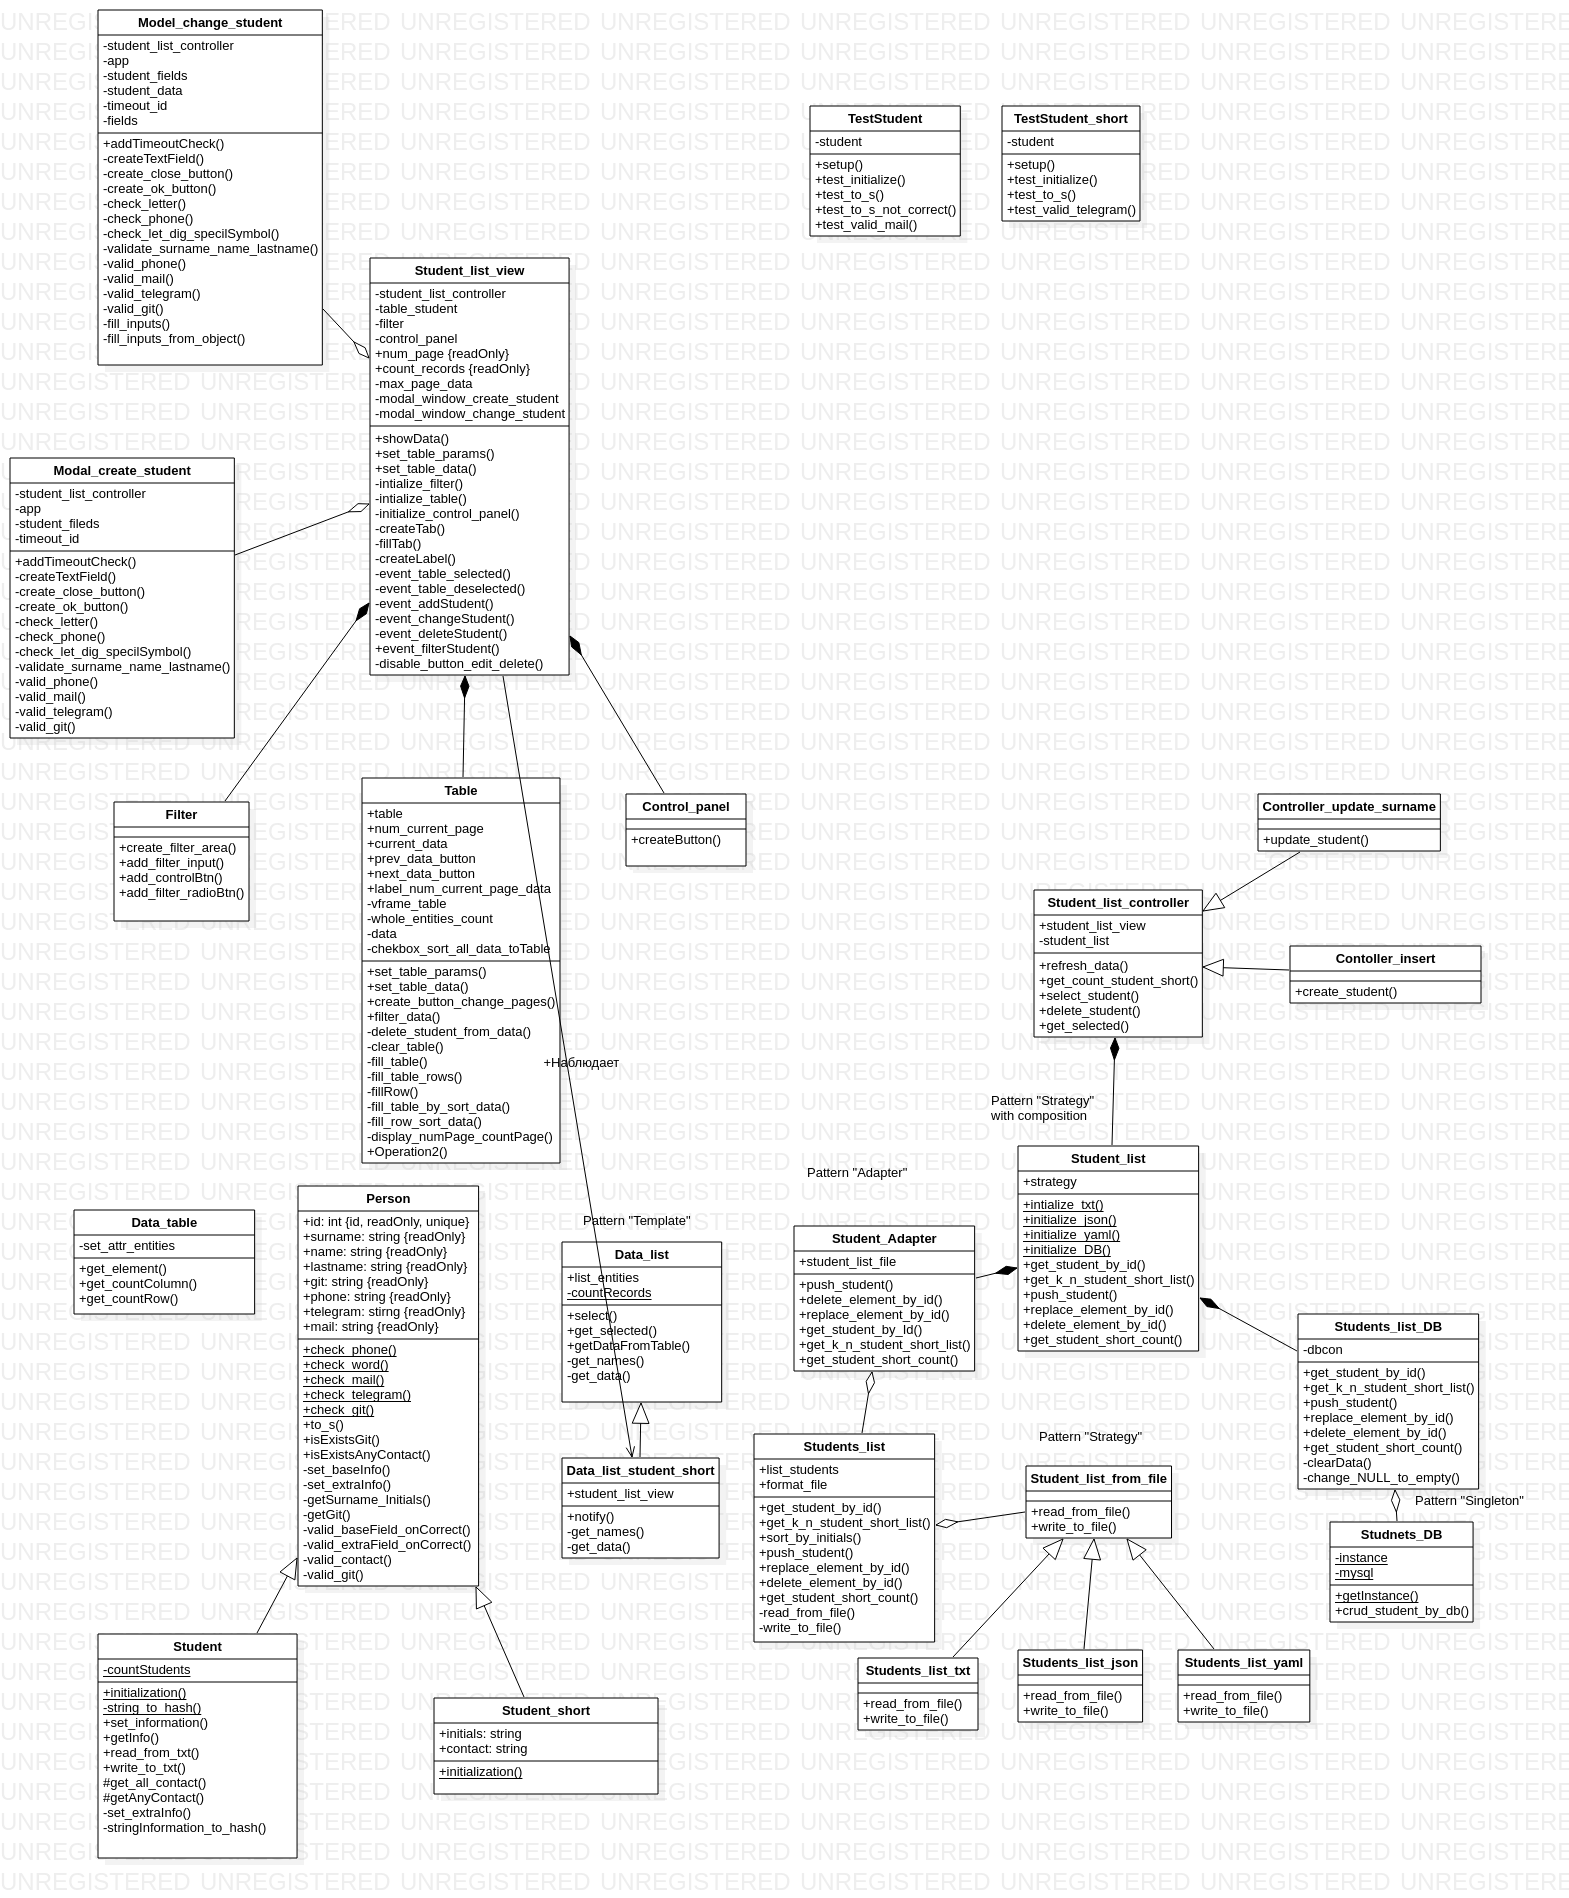 Model_change_student
-student_list_controller
-app
-student_fields
-student_data
-timeout_id
-fields
+addTimeoutCheck()
-createTextField()
-create_close_button()
-create_ok_button()
-check_letter()
-check_phone()
-check_let_dig_specilSymbol()
-validate_surname_name_lastname()
-valid_phone()
-valid_mail()
-valid_telegram()
-valid_git()
-fill_inputs()
-fill_inputs_from_object()
TestStudent
-student
+setup()
+test_initialize()
+test_to_s()
+test_to_s_not_correct()
+test_valid_mail()
TestStudent_short
-student
+setup()
+test_initialize()
+test_to_s()
+test_valid_telegram()
Student_list_view
-student_list_controller
-table_student
-filter
-control_panel
+num_page {readOnly}
+count_records {readOnly}
-max_page_data
-modal_window_create_student
-modal_window_change_student
+showData()
+set_table_params()
+set_table_data()
-intialize_filter()
-intialize_table()
-initialize_control_panel()
-createTab()
-fillTab()
-createLabel()
-event_table_selected()
-event_table_deselected()
-event_addStudent()
-event_changeStudent()
-event_deleteStudent()
+event_filterStudent()
-disable_button_edit_delete()
Modal_create_student
-student_list_controller
-app
-student_fileds
-timeout_id
+addTimeoutCheck()
-createTextField()
-create_close_button()
-create_ok_button()
-check_letter()
-check_phone()
-check_let_dig_specilSymbol()
-validate_surname_name_lastname()
-valid_phone()
-valid_mail()
-valid_telegram()
-valid_git()
Filter
+create_filter_area()
+add_filter_input()
+add_controlBtn()
+add_filter_radioBtn()
Table
+table
+num_current_page
+current_data
+prev_data_button
+next_data_button
+label_num_current_page_data
-vframe_table
-whole_entities_count
-data
-chekbox_sort_all_data_toTable
+set_table_params()
+set_table_data()
+create_button_change_pages()
+filter_data()
-delete_student_from_data()
-clear_table()
-fill_table()
-fill_table_rows()
-fillRow()
-fill_table_by_sort_data()
-fill_row_sort_data()
-display_numPage_countPage()
+Operation2()
+Наблюдает
Control_panel
+createButton()
Controller_update_surname
+update_student()
Student_list_controller
+student_list_view
-student_list
+refresh_data()
+get_count_student_short()
+select_student()
+delete_student()
+get_selected()
Contoller_insert
+create_student()
Pattern "Strategy"
with composition
Student_list
+strategy
+intialize_txt()
+initialize_json()
+initialize_yaml()
+initialize_DB()
+get_student_by_id()
+get_k_n_student_short_list()
+push_student()
+replace_element_by_id()
+delete_element_by_id()
+get_student_short_count()
Pattern "Adapter"
Student_Adapter
+student_list_file
+push_student()
+delete_element_by_id()
+replace_element_by_id()
+get_student_by_Id()
+get_k_n_student_short_list()
+get_student_short_count()
Data_table
-set_attr_entities
+get_element()
+get_countColumn()
+get_countRow()
Person
+id: int {id, readOnly, unique}
+surname: string {readOnly}
+name: string {readOnly}
+lastname: string {readOnly}
+git: string {readOnly}
+phone: string {readOnly}
+telegram: stirng {readOnly}
+mail: string {readOnly}
+check_phone()
+check_word()
+check_mail()
+check_telegram()
+check_git()
+to_s()
+isExistsGit()
+isExistsAnyContact()
-set_baseInfo()
-set_extraInfo()
-getSurname_Initials()
-getGit()
-valid_baseField_onCorrect()
-valid_extraField_onCorrect()
-valid_contact()
-valid_git()
Pattern "Template"
Data_list
+list_entities
-countRecords
+select()
+get_selected()
+getDataFromTable()
-get_names()
-get_data()
Data_list_student_short
+student_list_view
+notify()
-get_names()
-get_data()
Students_list_DB
-dbcon
+get_student_by_id()
+get_k_n_student_short_list()
+push_student()
+replace_element_by_id()
+delete_element_by_id()
+get_student_short_count()
-clearData()
-change_NULL_to_empty()
Pattern "Singleton"
Studnets_DB
-instance
-mysql
+getInstance()
+crud_student_by_db()
Students_list
+list_students
+format_file
+get_student_by_id()
+get_k_n_student_short_list()
+sort_by_initials()
+push_student()
+replace_element_by_id()
+delete_element_by_id()
+get_student_short_count()
-read_from_file()
-write_to_file()
Pattern "Strategy"
Student_list_from_file
+read_from_file()
+write_to_file()
Students_list_txt
+read_from_file()
+write_to_file()
Students_list_json
+read_from_file()
+write_to_file()
Students_list_yaml
+read_from_file()
+write_to_file()
Student
-countStudents
+initialization()
-string_to_hash()
+set_information()
+getInfo()
+read_from_txt()
+write_to_txt()
#get_all_contact()
#getAnyContact()
-set_extraInfo()
-stringInformation_to_hash()
Student_short
+initials: string
+contact: string
+initialization()
UNREGISTERED